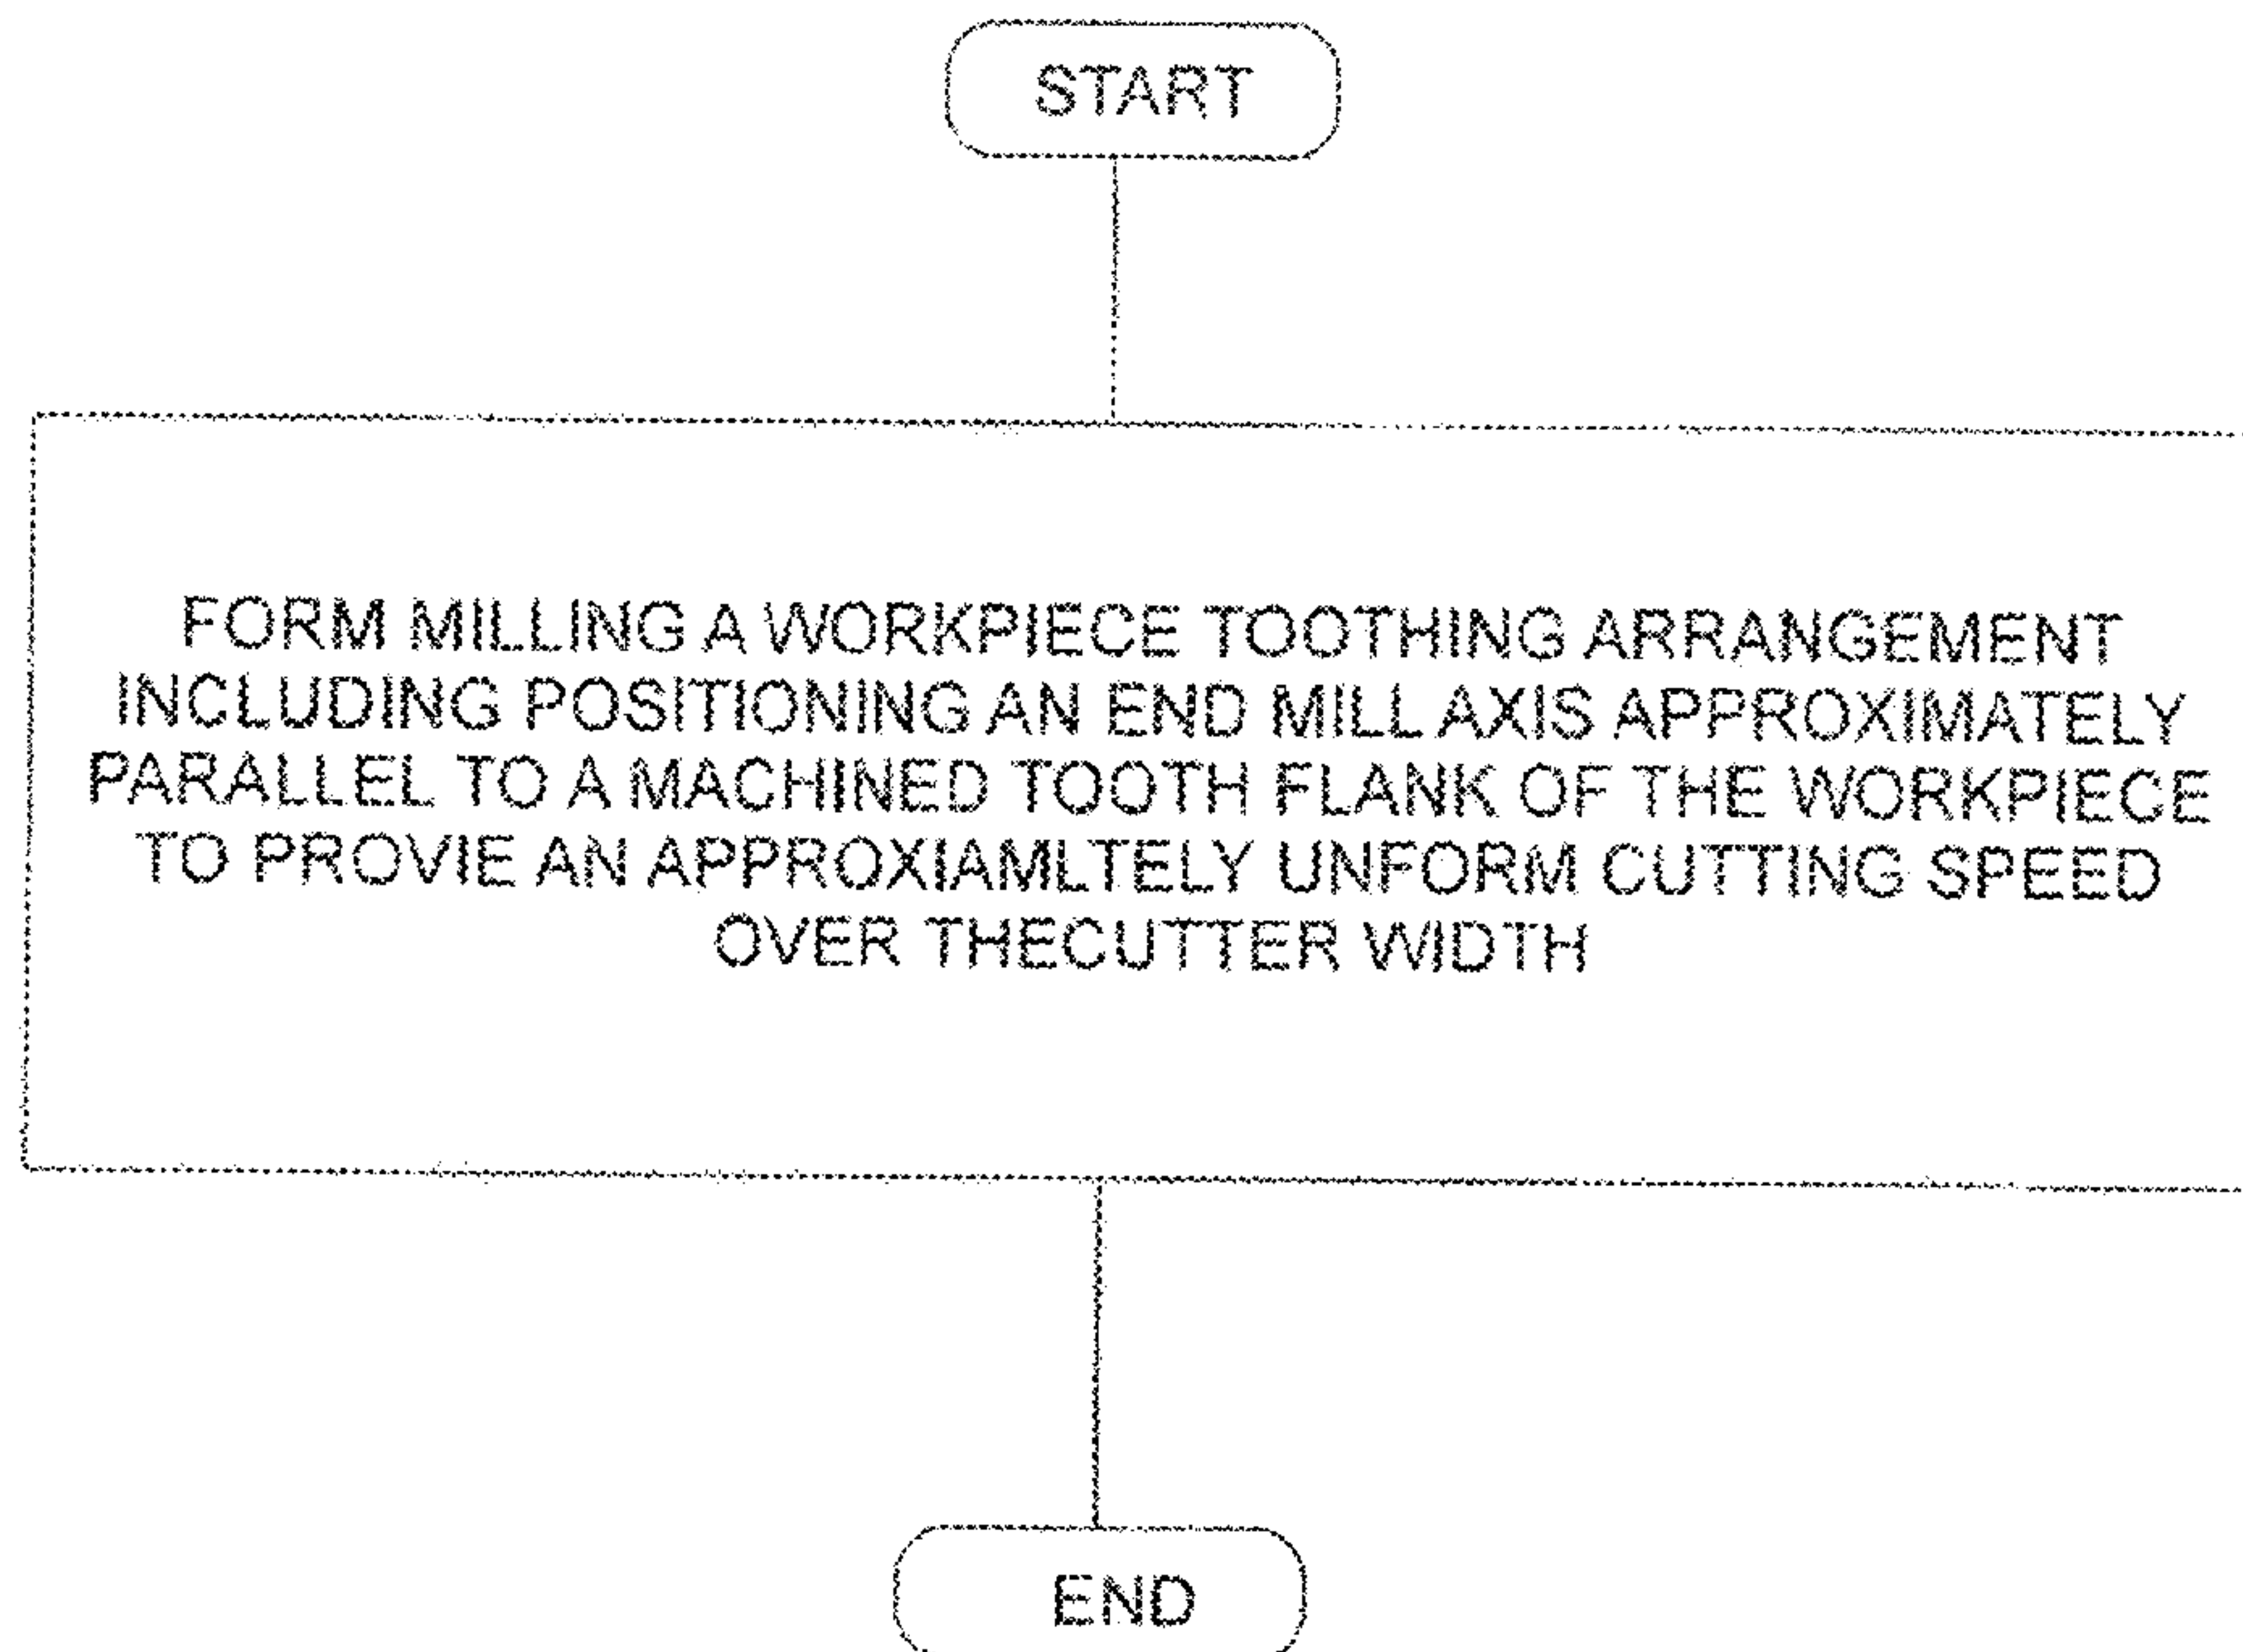 START
FORM MILLING A WORKPIECE TOOTHING ARRANGEMENT
INCLUDING POSITIONING AN END MILL AXIS APPROXIMATELY
PARALLEL TO A MACHINED TOOTH FLANK OF THE WORKPIECE
TO PROVIE AN APPROXIAMLTELY UNFORM CUTTING SPEED
OVER THECUTTER WIDTH
END